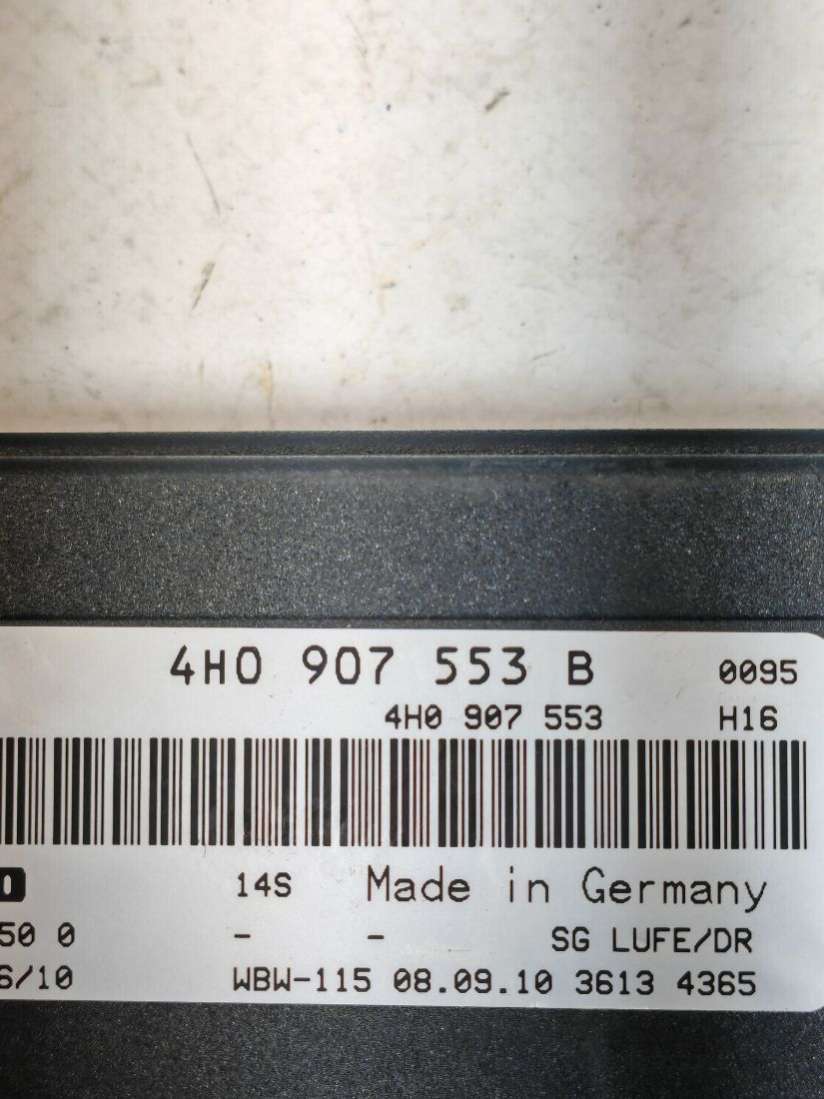 4H0 907 553 B 0095
4H0 907 553 H16
14S Made in Germany
50 0 - - SG LUFE/DR
6/10 WBW-115 08.09.10 3613 4365